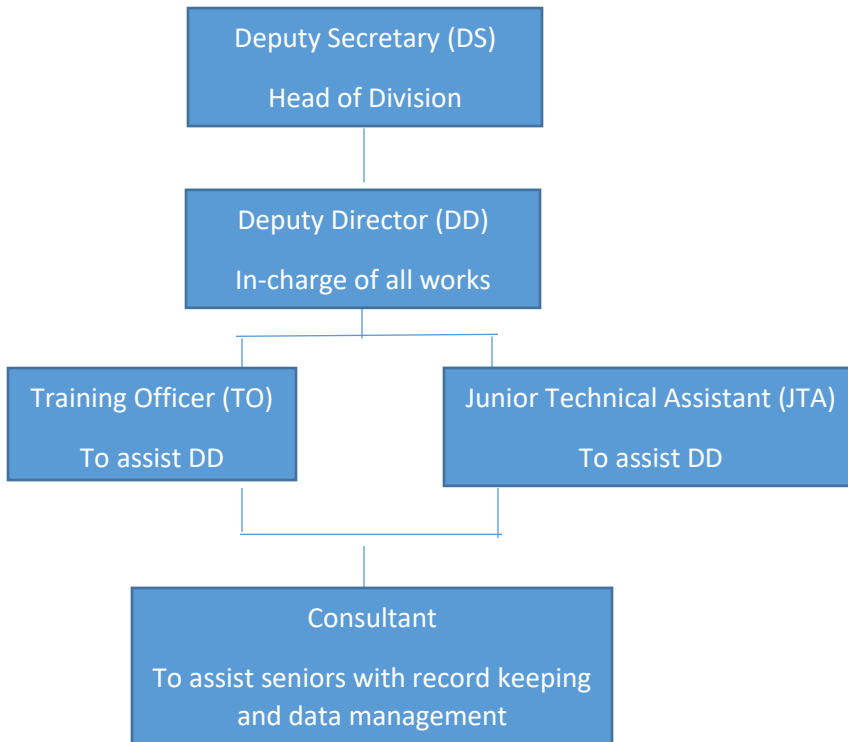 Deputy Secretary (DS)
Head of Division
Deputy Director (DD)
In-charge of all works
Training Officer (TO)
To assist DD
Junior Technical Assistant (JTA)
To assist DD
Consultant
To assist seniors with record keeping
and data management